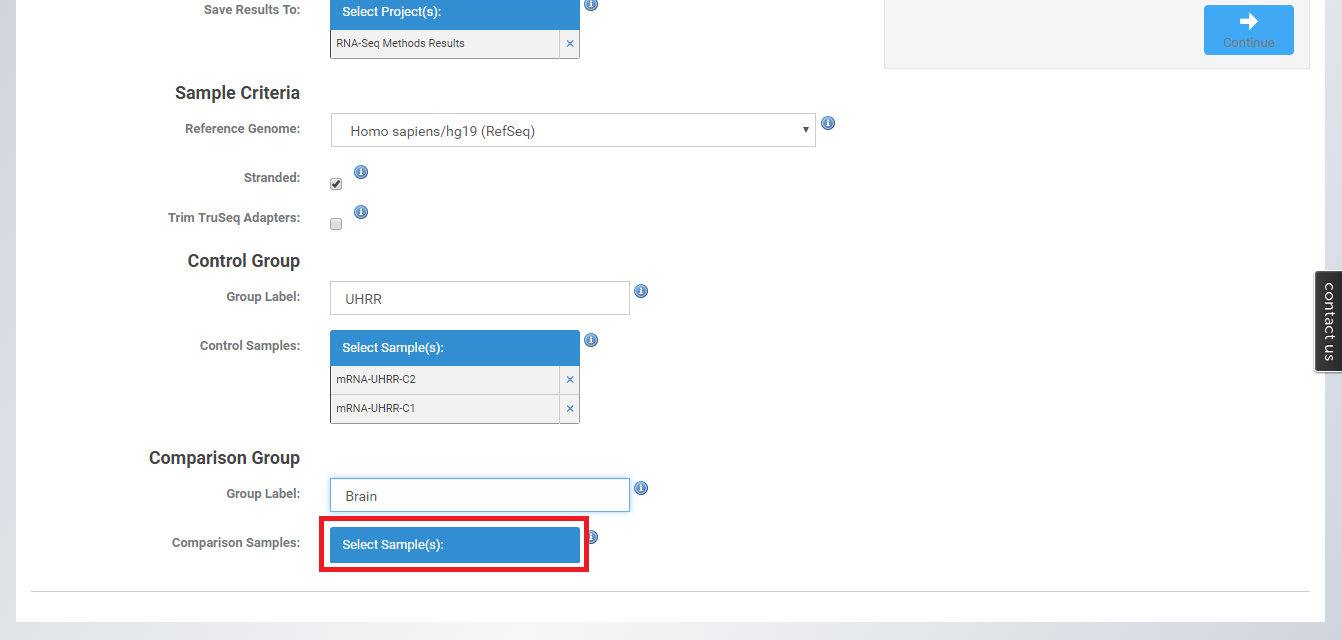 Save Results To:
Select Project(s):
RNA-Seq Methods Results ×
Continue
Sample Criteria
Reference Genome:
Homo sapiens/hg19 (RefSeq)
Stranded:
Trim TruSeq Adapters:
Control Group
Group Label:
UHRR
Control Samples:
Select Sample(s):
mRNA-UHRR-C2 ×
mRNA-UHRR-C1 ×
contact us
Comparison Group
Group Label:
Brain
Comparison Samples:
Select Sample(s):